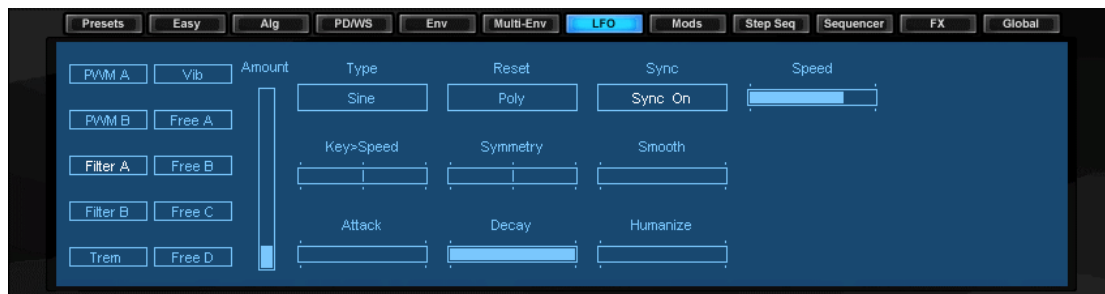 Presets Easy Alg PD/WS Env Multi-Env LFO Mods Step Seq Sequencer FX Global
PWM A Vib Amount Type Reset Sync Speed
Sine Poly Sync On
PWM B Free A
Key>Speed Symmetry Smooth
Filter A Free B
Filter B Free C
Attack Decay Humanize
Trem Free D